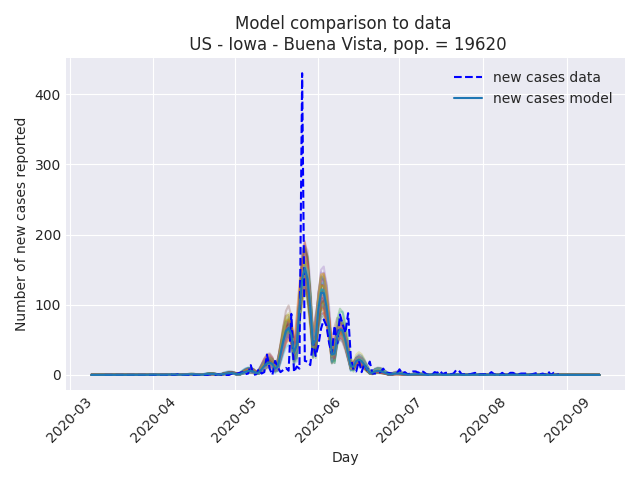 Model comparison to data
US - Iowa - Buena Vista, pop. = 19620
new cases data
new cases model
Number of new cases reported
400
300
200
100
0
2020-03
2020-04
2020-05
2020-06
2020-07
2020-08
2020-09
Day